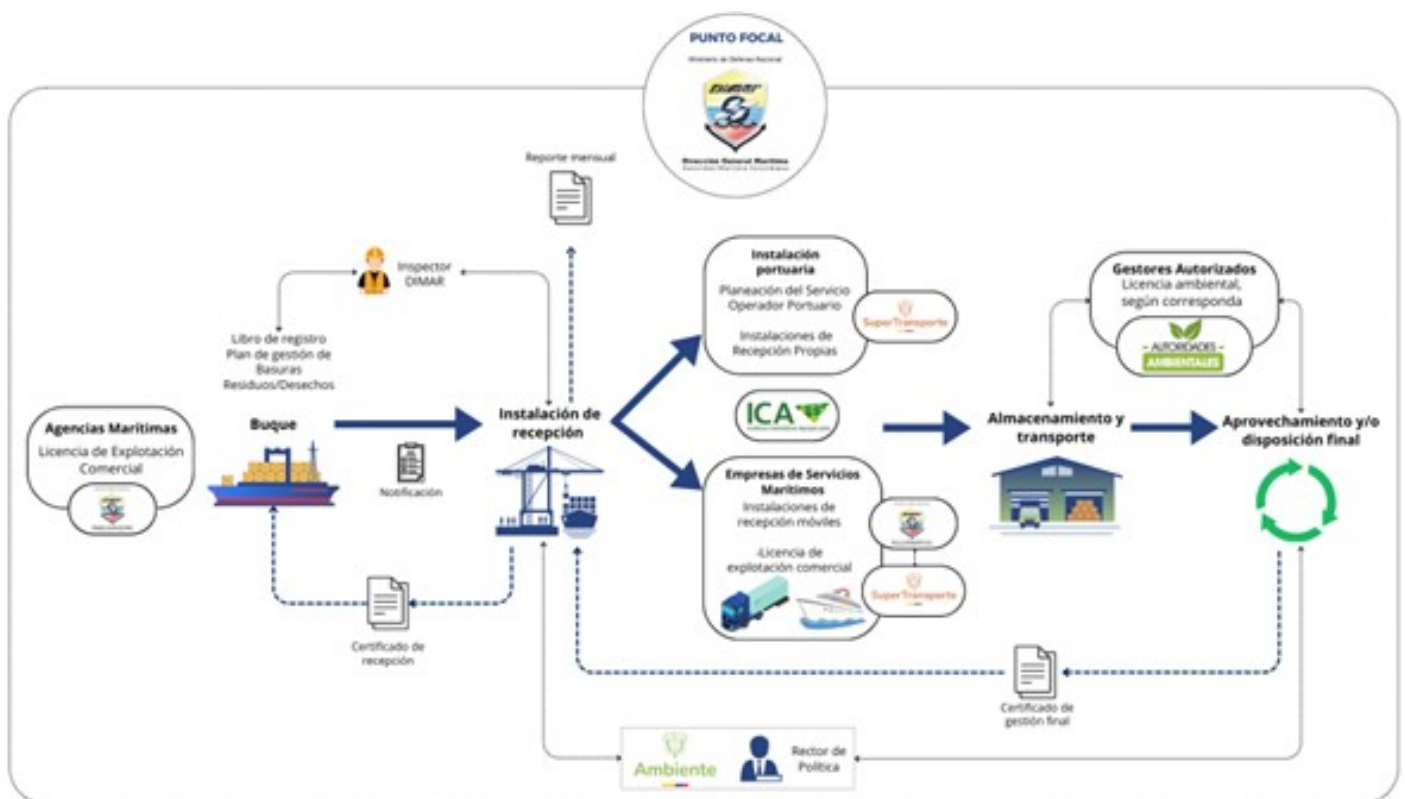 PUNTO FOCAL
Ministerio de Defensa Nacional
Dimar
Dirección General Marítima
Autoridad Marítima Colombiana
Reporte mensual
Inspector
DIMAR
Libro de registro
Plan de gestión de
Basuras
Residuos/Desechos
Agencias Marítimas
Licencia de Explotación
Comercial
Buque
Notificación
Instalación de
recepción
Certificado de
recepción
Instalación
portuaria
Planeación del Servicio
Operador Portuario
Instalaciones de
Recepción Propias
SuperTransporte
ICA
Empresas de Servicios
Marítimos
Instalaciones de
recepción móviles
-Licencia de
explotación comercial
SuperTransporte
Almacenamiento y
transporte
Gestores Autorizados
Licencia ambiental,
según corresponda
AUTORIDADES
AMBIENTALES
Aprovechamiento y/o
disposición final
Certificado de
gestión final
Ambiente
Rector de
Política